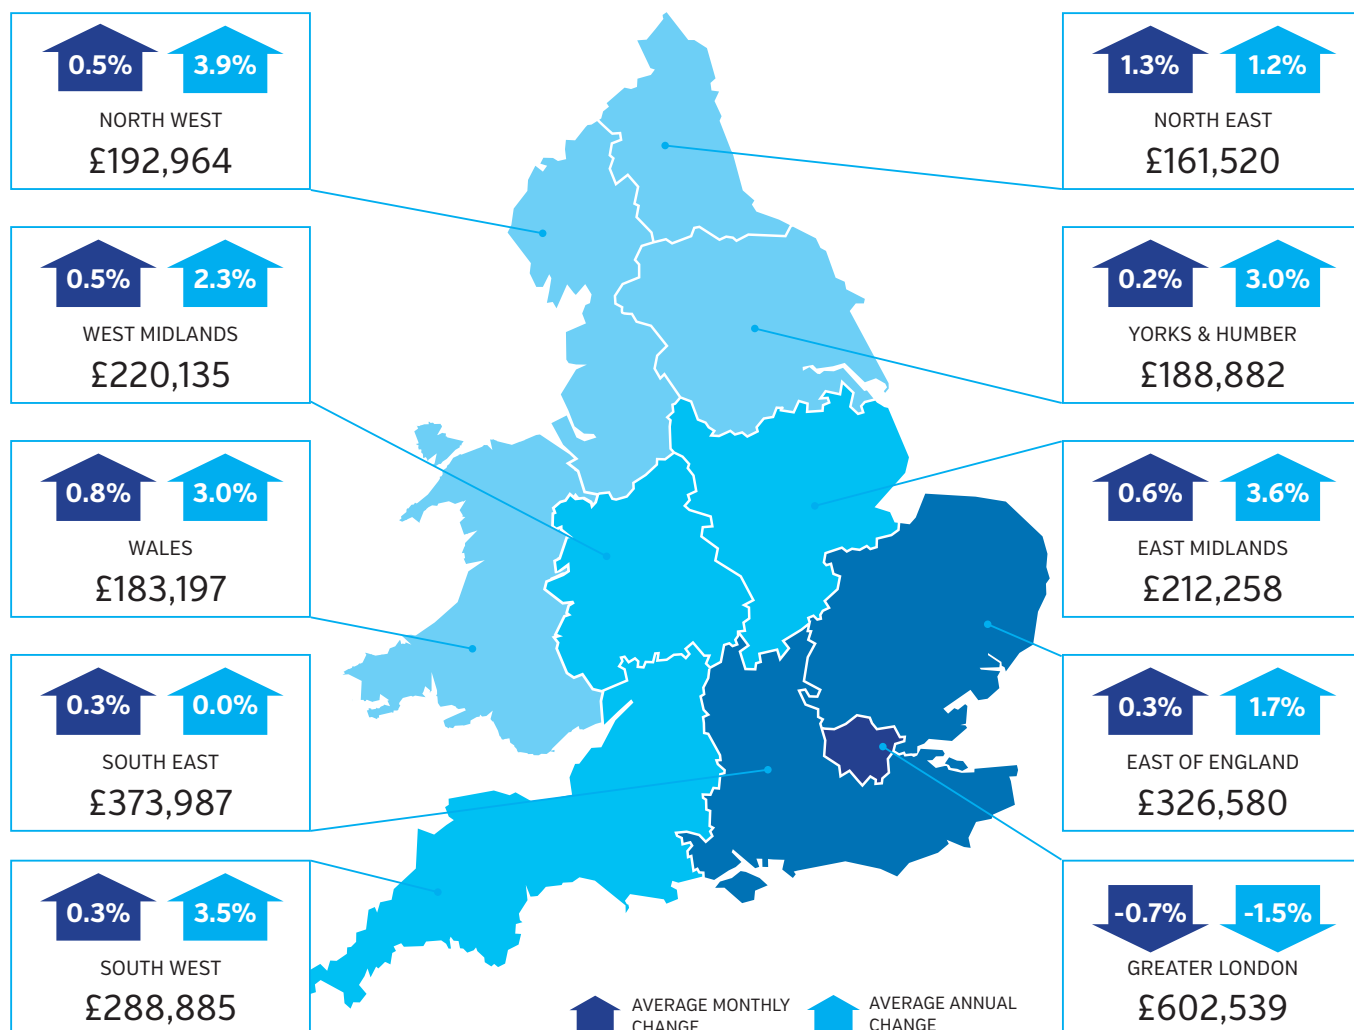 0.5% 3.9%
NORTH WEST
£192,964
0.5% 2.3%
WEST MIDLANDS
£220,135
0.8% 3.0%
WALES
£183,197
0.3% 0.0%
SOUTH EAST
£373,987
0.3% 3.5%
SOUTH WEST
£288,885
1.3% 1.2%
NORTH EAST
£161,520
0.2% 3.0%
YORKS & HUMBER
£188,882
0.6% 3.6%
EAST MIDLANDS
£212,258
0.3% 1.7%
EAST OF ENGLAND
£326,580
-0.7% -1.5%
GREATER LONDON
£602,539
AVERAGE MONTHLY
CHANGE
AVERAGE ANNUAL
CHANGE